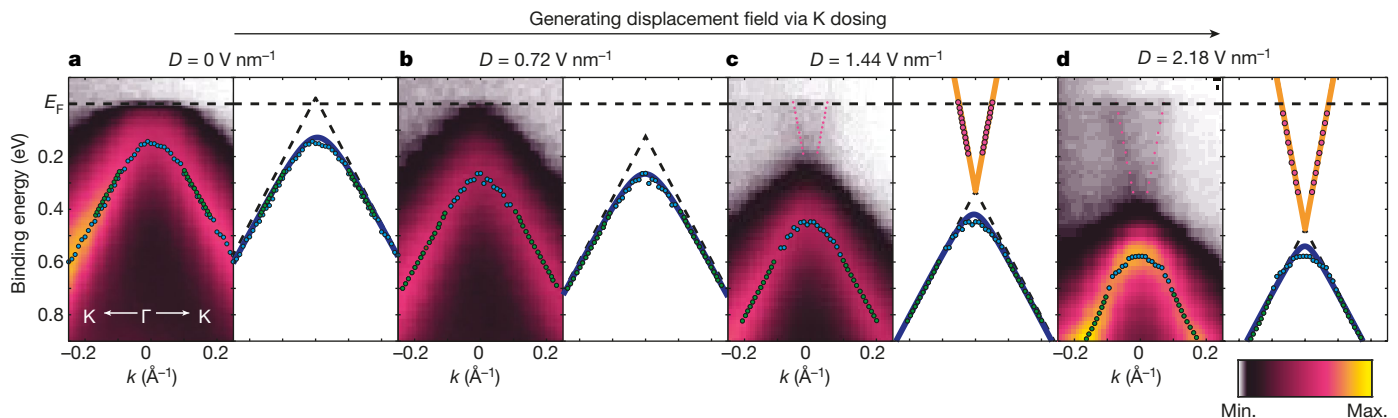 Generating displacement field via K dosing
a D = 0 V nm⁻¹ b D = 0.72 V nm⁻¹ c D = 1.44 V nm⁻¹ d D = 2.18 V nm⁻¹
E_F
0.2
0.4
0.6
0.8
Binding energy (eV)
K ← Γ → K
−0.2 0 0.2 −0.2 0 0.2 −0.2 0 0.2 −0.2 0 0.2
k (Å⁻¹) k (Å⁻¹) k (Å⁻¹) k (Å⁻¹)
Min. Max.